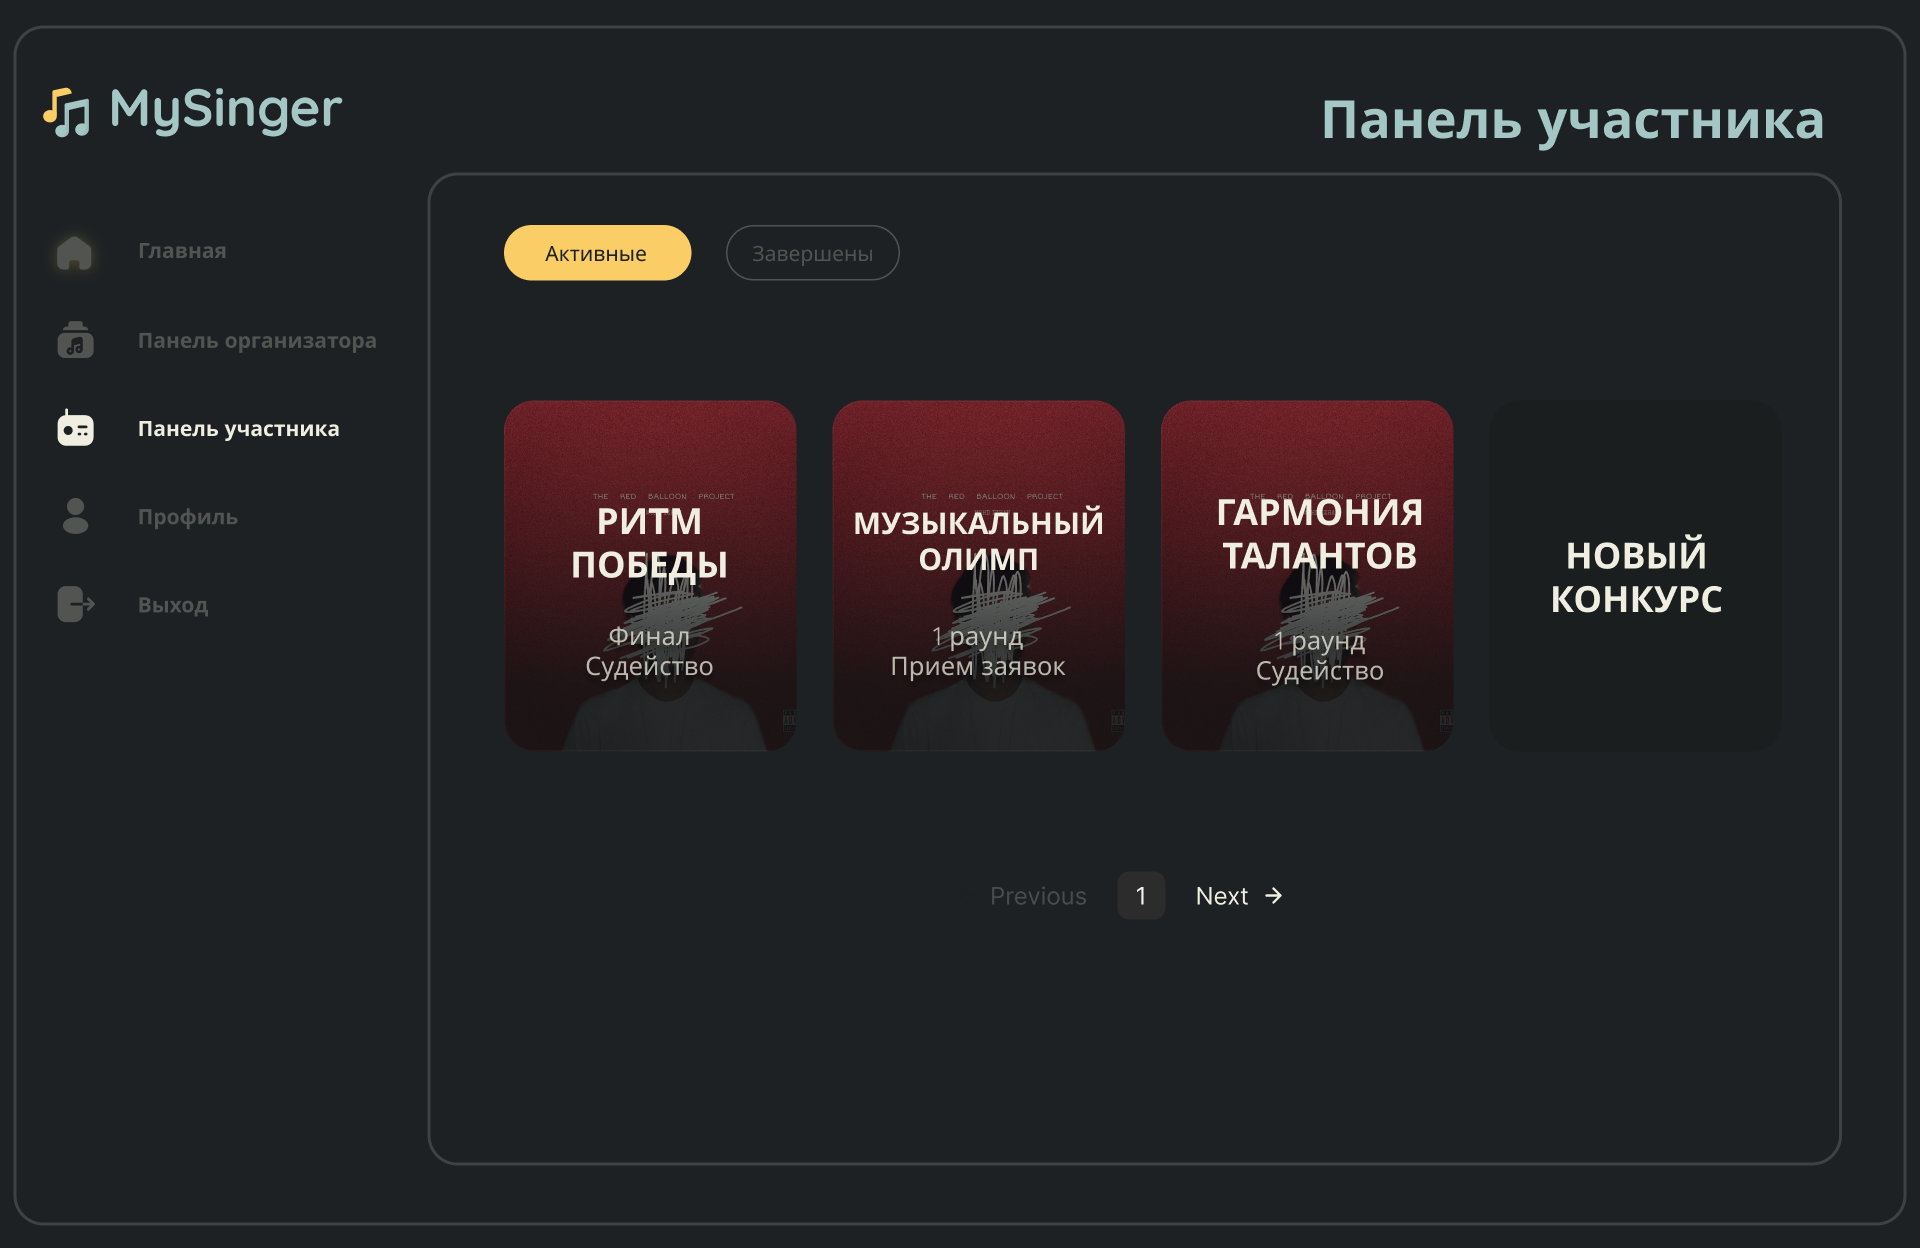 MySinger
Панель участника
Главная
Панель организатора
Панель участника
Профиль
Выход
Активные
Завершены
THE RED BALLOON PROJECT
РИТМ
ПОБЕДЫ
Финал
Судейство
THE RED BALLOON PROJECT
МУЗЫКАЛЬНЫЙ
ОЛИМП
1 раунд
Прием заявок
THE RED BALLOON PROJECT
ГАРМОНИЯ
ТАЛАНТОВ
1 раунд
Судейство
НОВЫЙ
КОНКУРС
Previous
1
Next